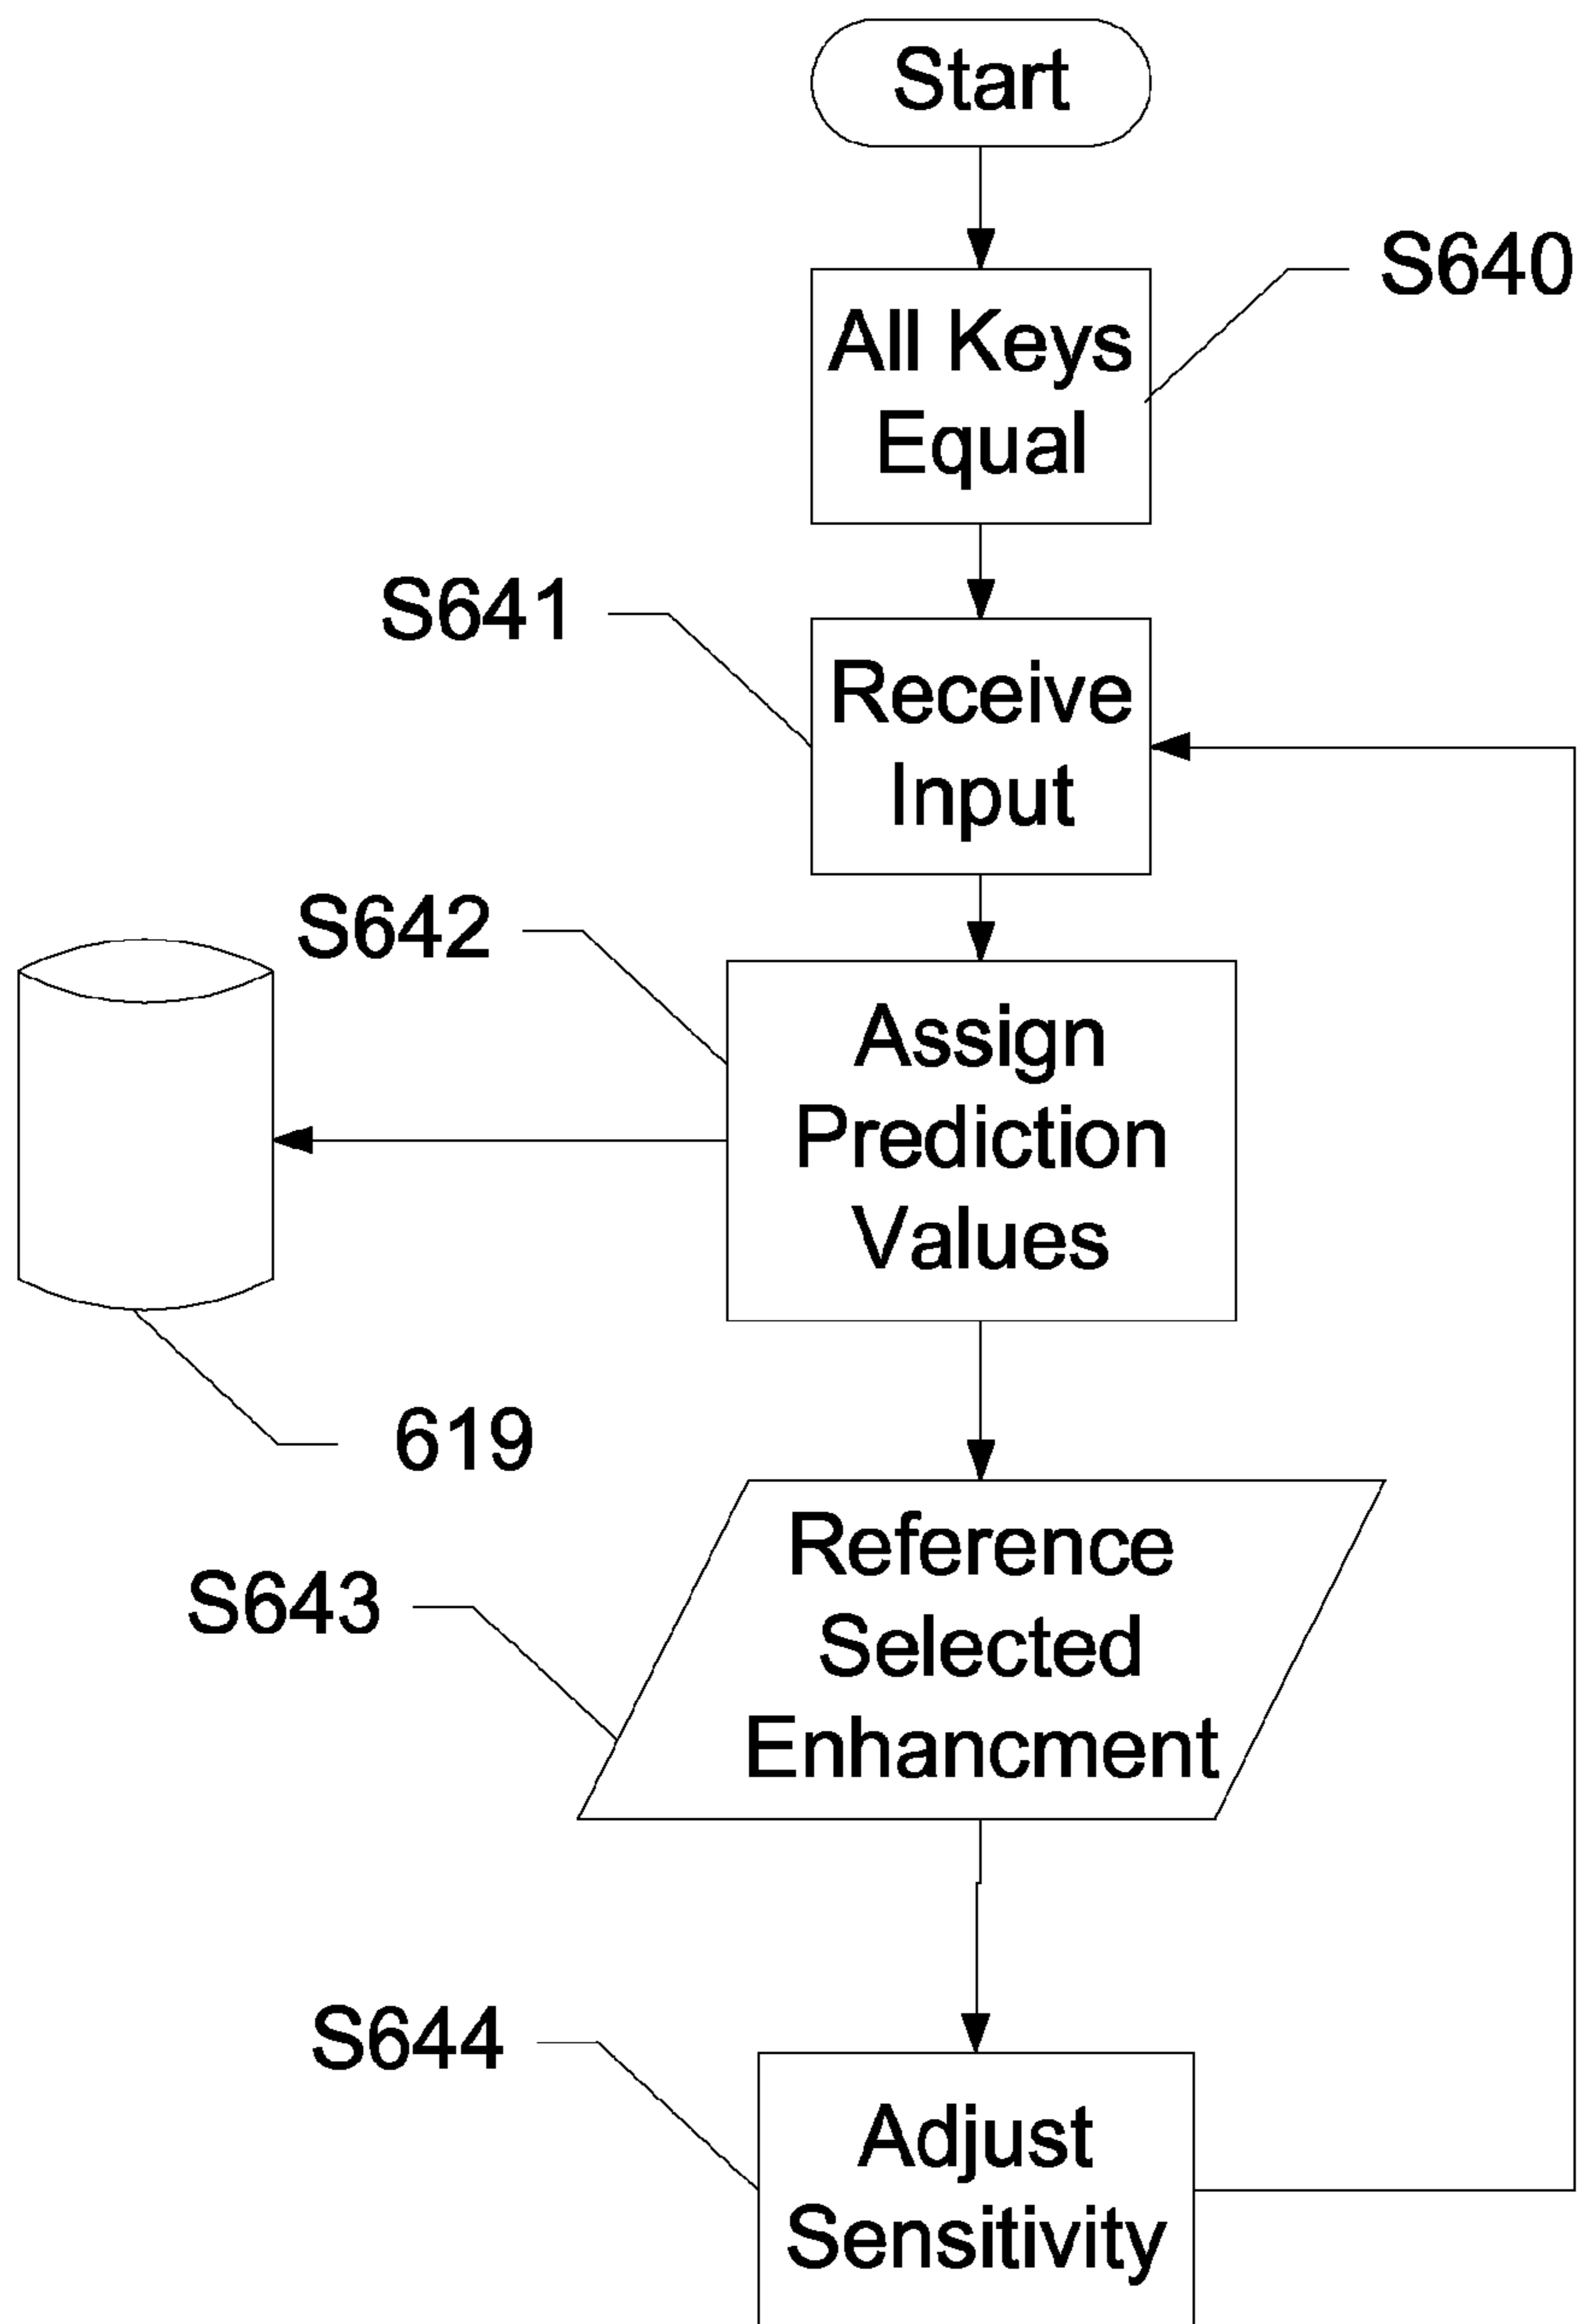 Start
S640
All Keys
Equal
S641
Receive
Input
S642
Assign
Prediction
Values
619
S643
Reference
Selected
Enhancment
S644
Adjust
Sensitivity